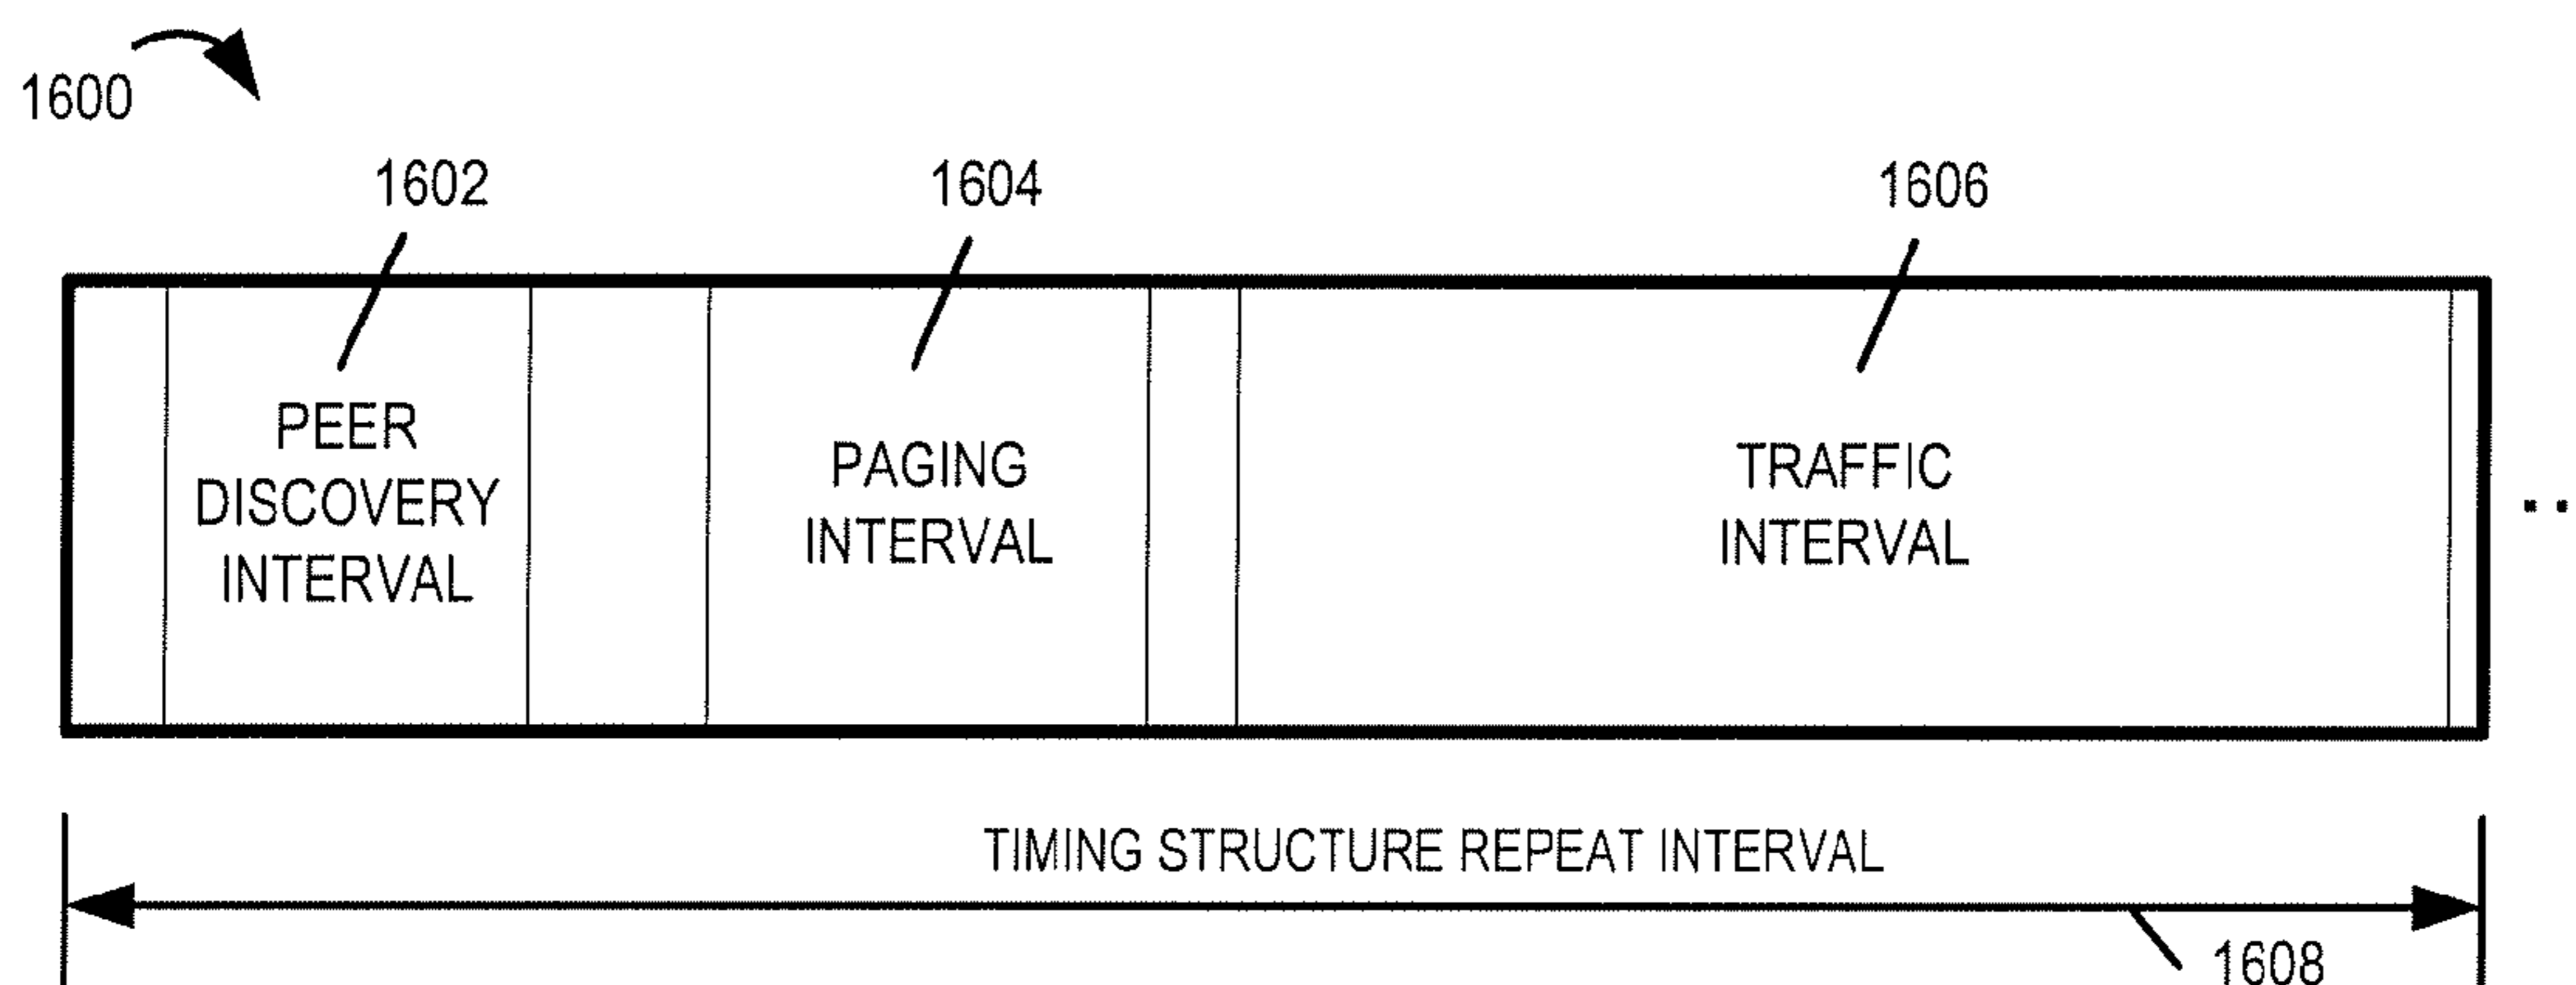 1600
1602
1604
1606
PEER
DISCOVERY
INTERVAL
PAGING
INTERVAL
TRAFFIC
INTERVAL
..
TIMING STRUCTURE REPEAT INTERVAL
1608